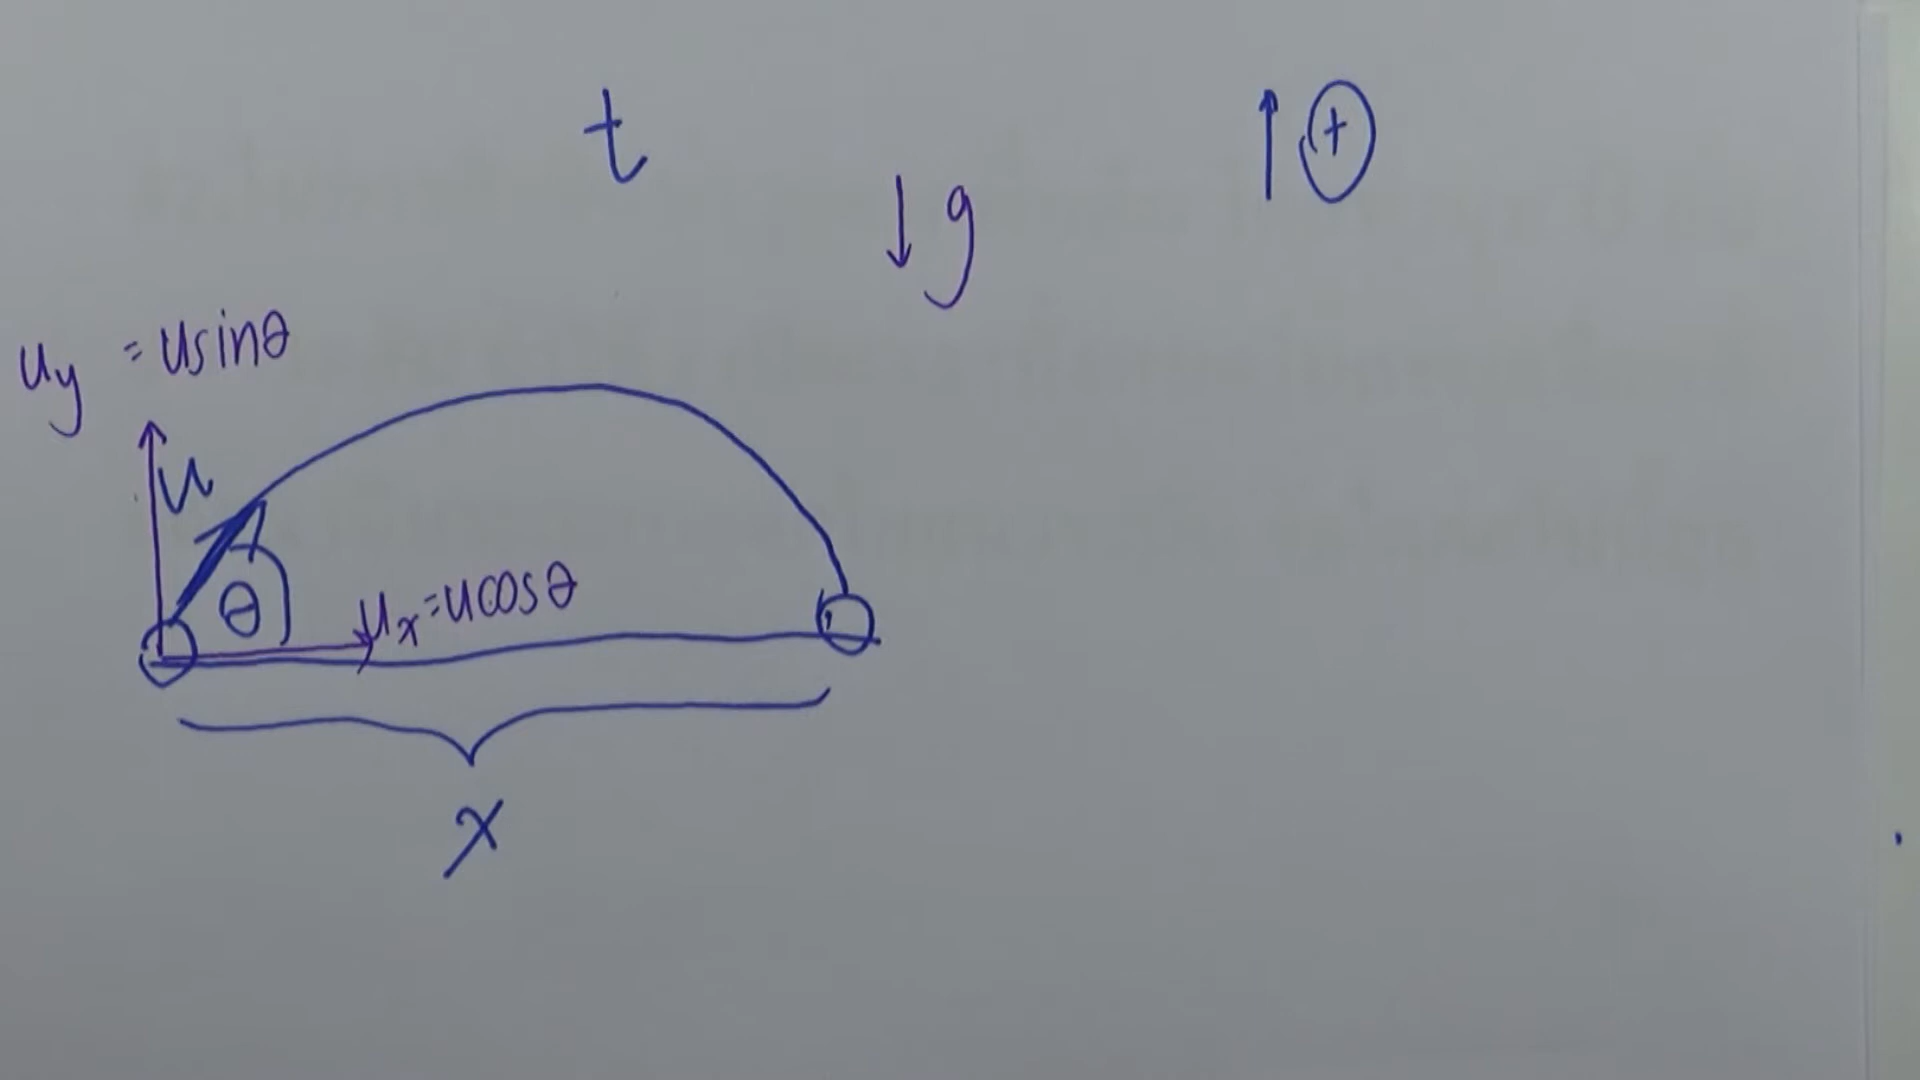 t
↑ +
↓ g
uy = usinθ
u
θ
ux = ucosθ
x